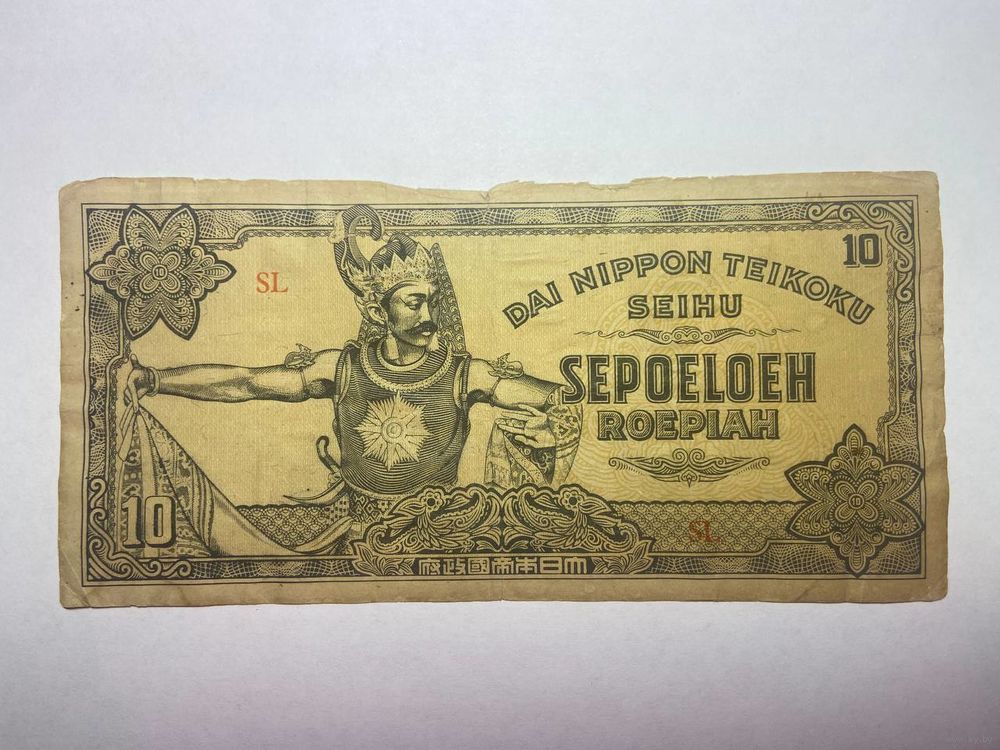 10
SL
DAI NIPPON TEIKOKU
SEIHU
SEPOELOEH
ROEPIAH
10
SL
府政國帝本日大